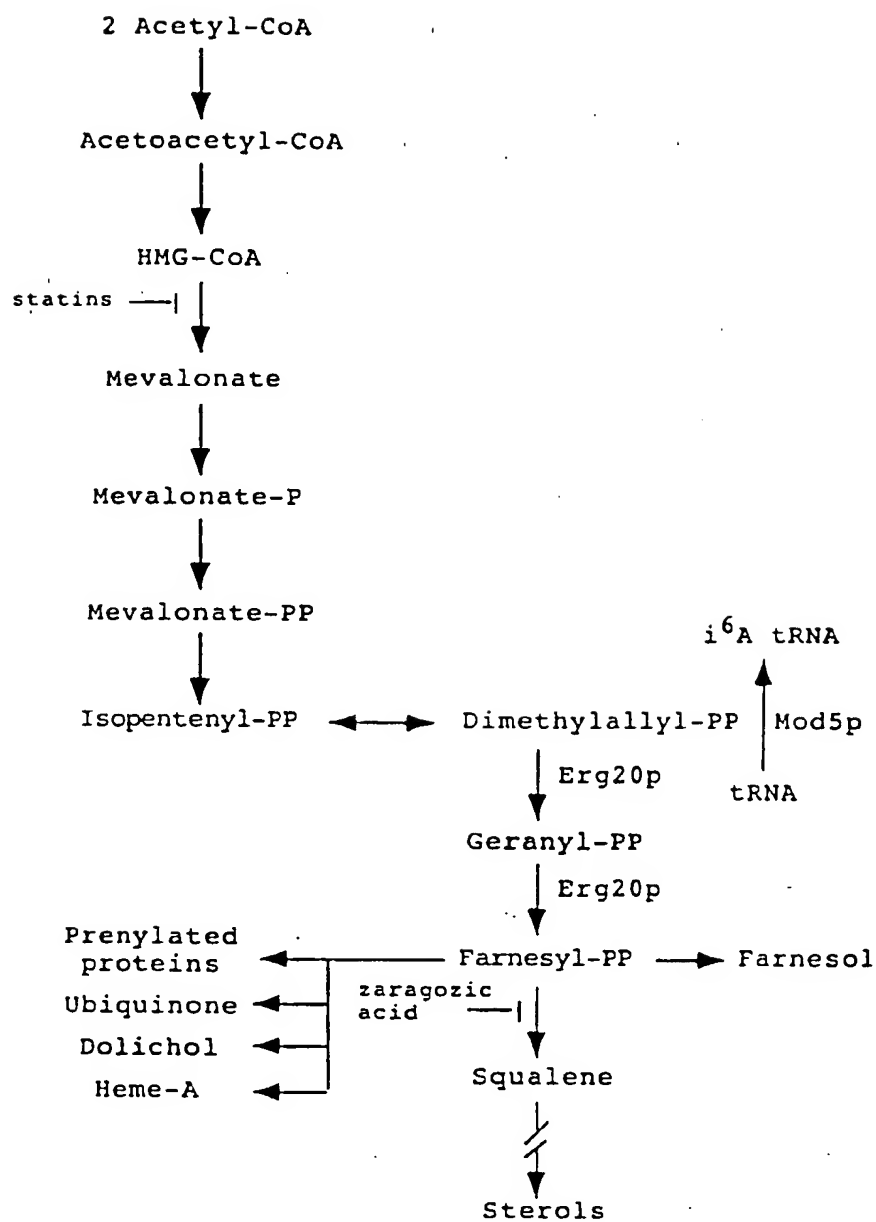 2 Acetyl-CoA
Acetoacetyl-CoA
HMG-CoA
statins
Mevalonate
Mevalonate-P
Mevalonate-PP
i⁶A tRNA
Isopentenyl-PP
Dimethylallyl-PP
Mod5p
Erg20p
tRNA
Geranyl-PP
Erg20p
Prenylated
proteins
Farnesyl-PP
Farnesol
Ubiquinone
zaragozic
acid
Dolichol
Squalene
Heme-A
Sterols